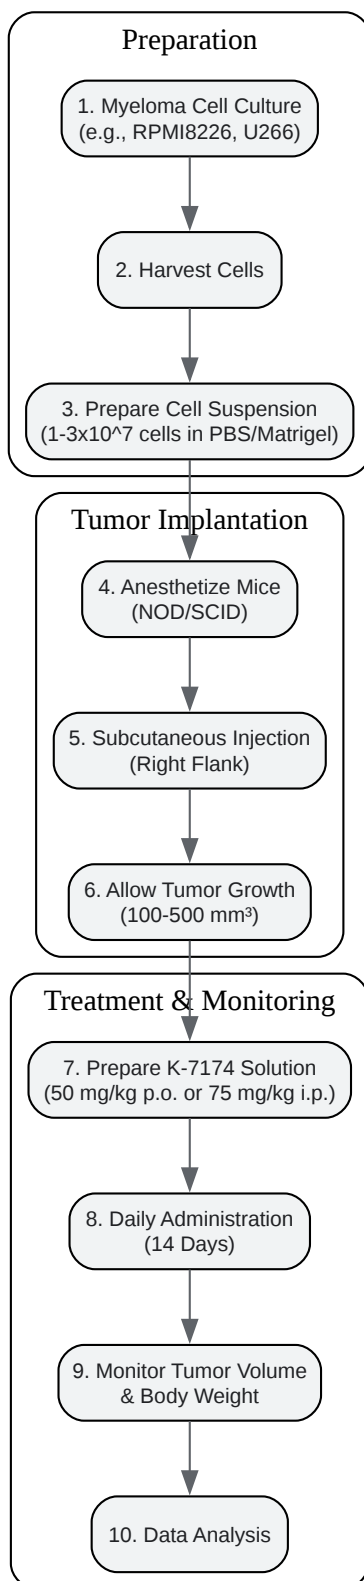 Preparation
1. Myeloma Cell Culture
(e.g., RPMI8226, U266)
2. Harvest Cells
3. Prepare Cell Suspension
(1-3x10^7 cells in PBS/Matrigel)
Tumor Implantation
4. Anesthetize Mice
(NOD/SCID)
5. Subcutaneous Injection
(Right Flank)
6. Allow Tumor Growth
(100-500 mm³)
Treatment & Monitoring
7. Prepare K-7174 Solution
(50 mg/kg p.o. or 75 mg/kg i.p.)
8. Daily Administration
(14 Days)
9. Monitor Tumor Volume
& Body Weight
10. Data Analysis